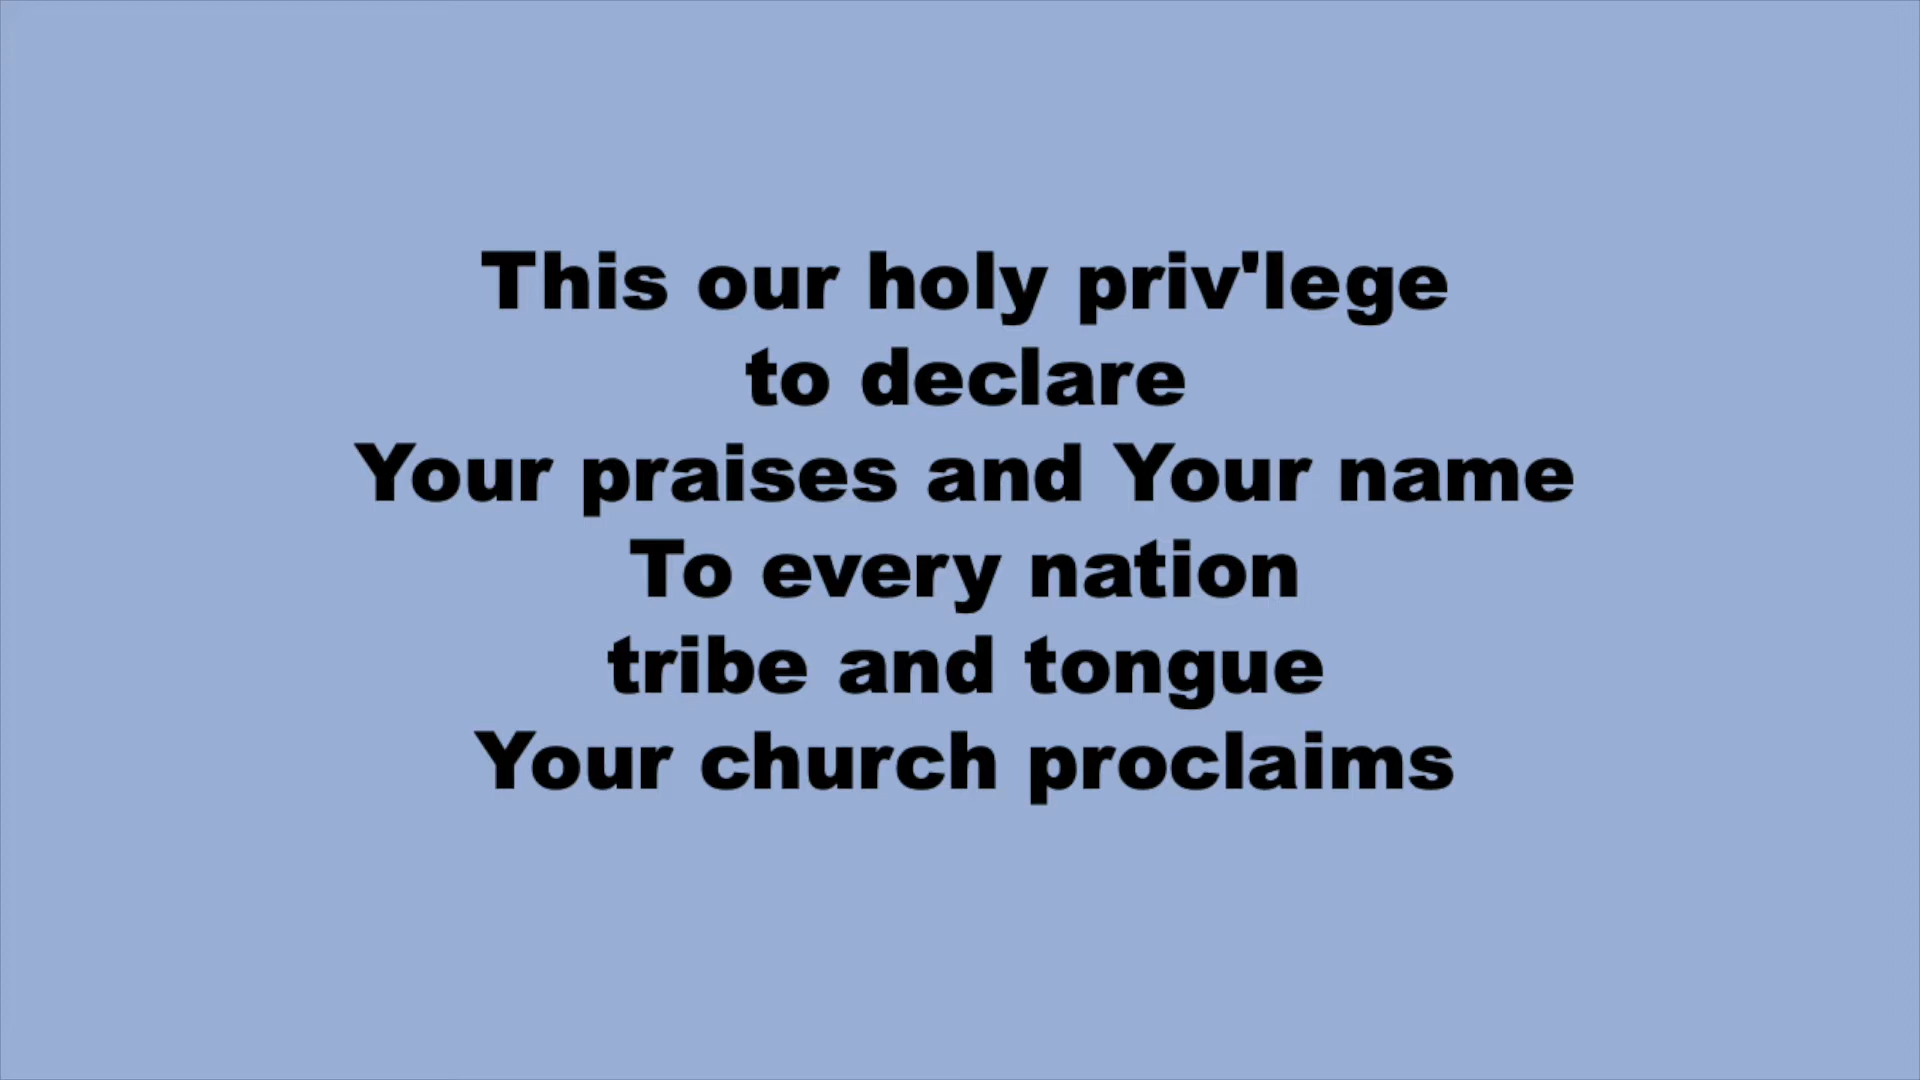 This our holy priv'lege
to declare
Your praises and Your name
To every nation
tribe and tongue
Your church proclaims